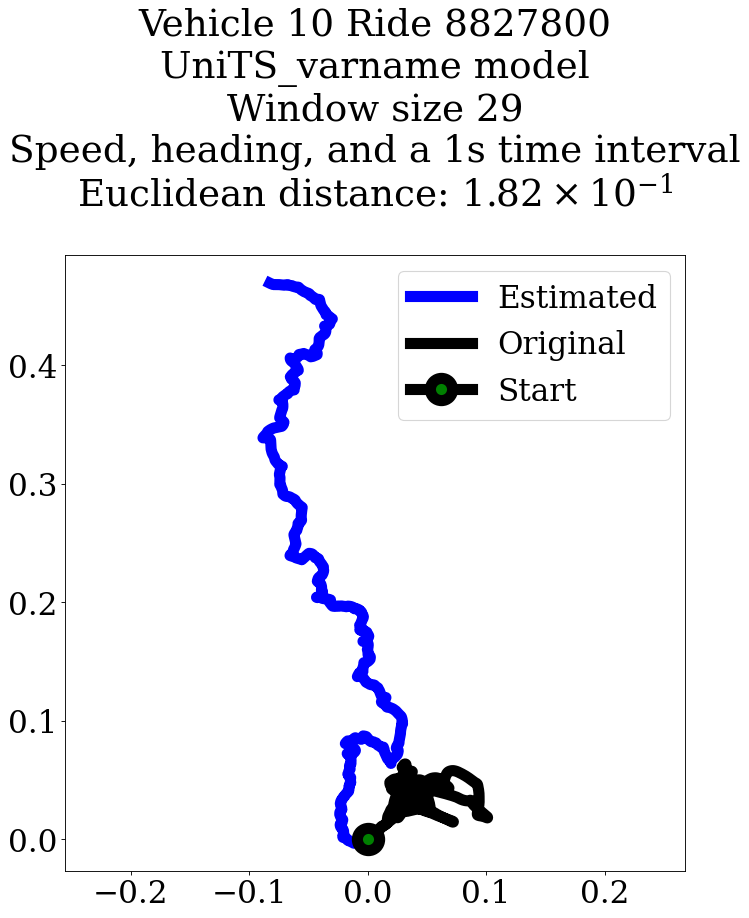 Vehicle 10 Ride 8827800
UniTS_varname model
Window size 29
Speed, heading, and a 1s time interval
Euclidean distance: 1.82 × 10⁻¹
Estimated
Original
Start
0.4
0.3
0.2
0.1
0.0
−0.2
−0.1
0.0
0.1
0.2